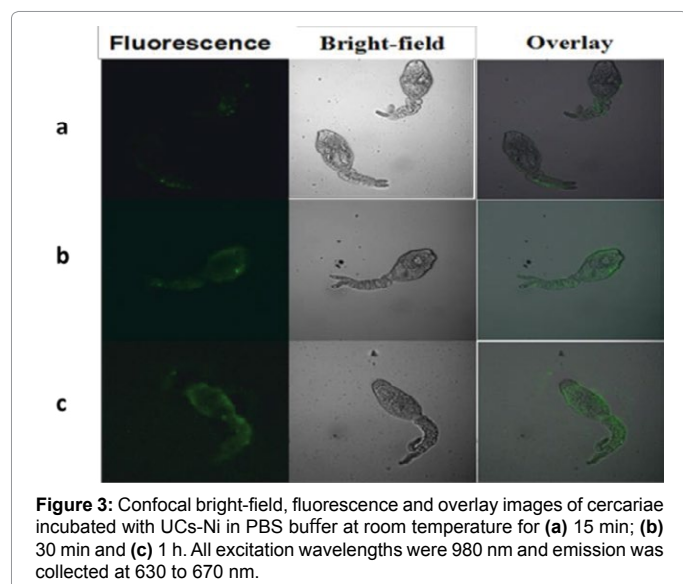 Fluorescence Bright-field Overlay
a
b
c
Figure 3: Confocal bright-field, fluorescence and overlay images of cercariae
incubated with UCs-Ni in PBS buffer at room temperature for (a) 15 min; (b)
30 min and (c) 1 h. All excitation wavelengths were 980 nm and emission was
collected at 630 to 670 nm.